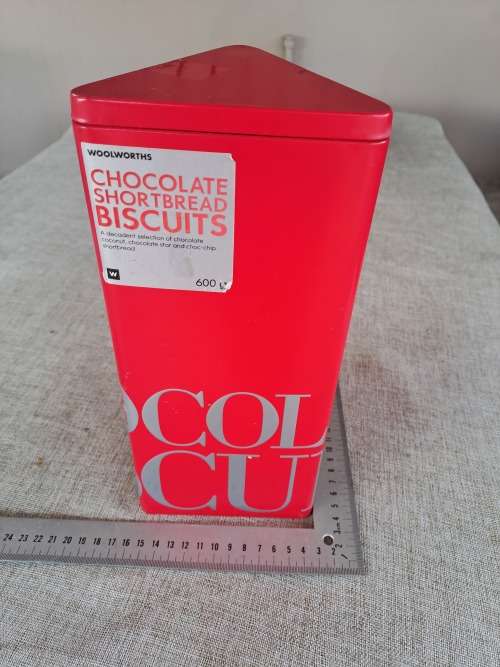 WOOLWORTHS
CHOCOLATE
SHORTBREAD
BISCUITS
A decadent selection of chocolate
coconut, chocolate star and choc-chip
shortbread
W
600 g
OCOL
CU
24 23 22 21 20 19 18 17 16 15 14 13 12 11 10 9 8 7 6 5 4 3 2